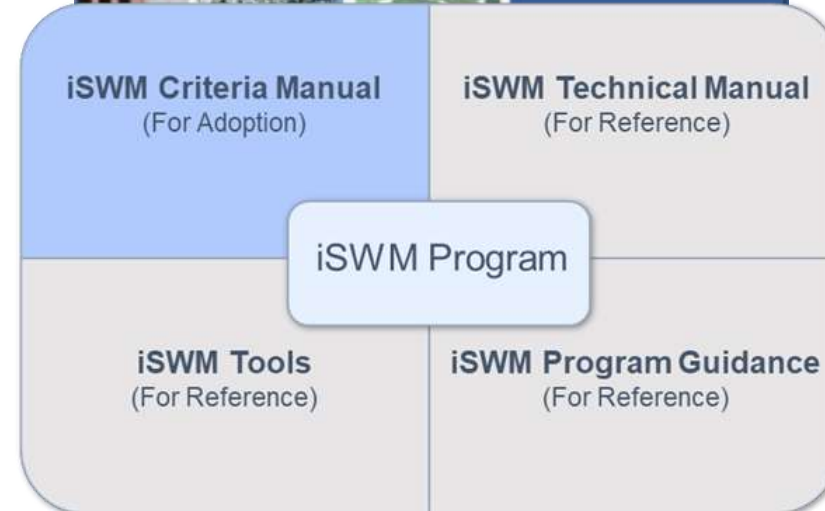 iSWM Criteria Manual
(For Adoption)
iSWM Technical Manual
(For Reference)
iSWM Program
iSWM Tools
(For Reference)
iSWM Program Guidance
(For Reference)